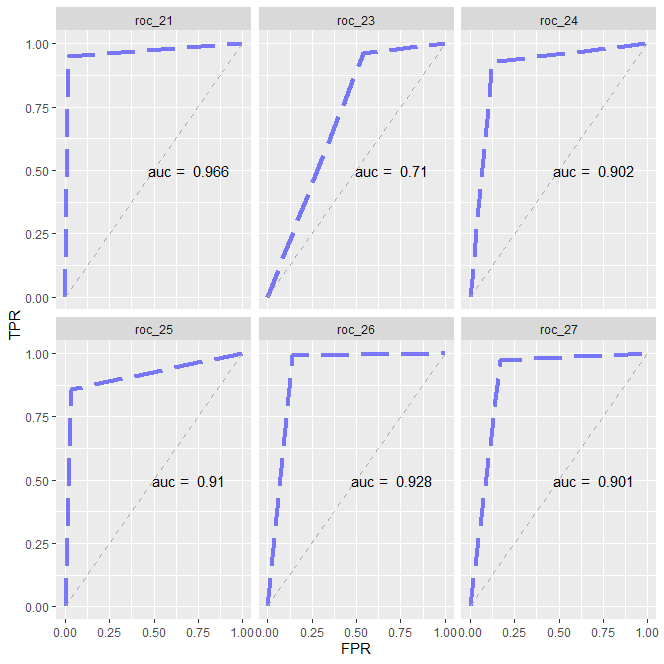 roc_21 roc_23 roc_24
1.00
0.75
auc = 0.966 auc = 0.71 auc = 0.902
0.50
0.25
0.00
TPR
roc_25 roc_26 roc_27
1.00
0.75
auc = 0.91 auc = 0.928 auc = 0.901
0.50
0.25
0.00
0.00 0.25 0.50 0.75 1.00 0.00 0.25 0.50 0.75 1.00 0.00 0.25 0.50 0.75 1.00
FPR